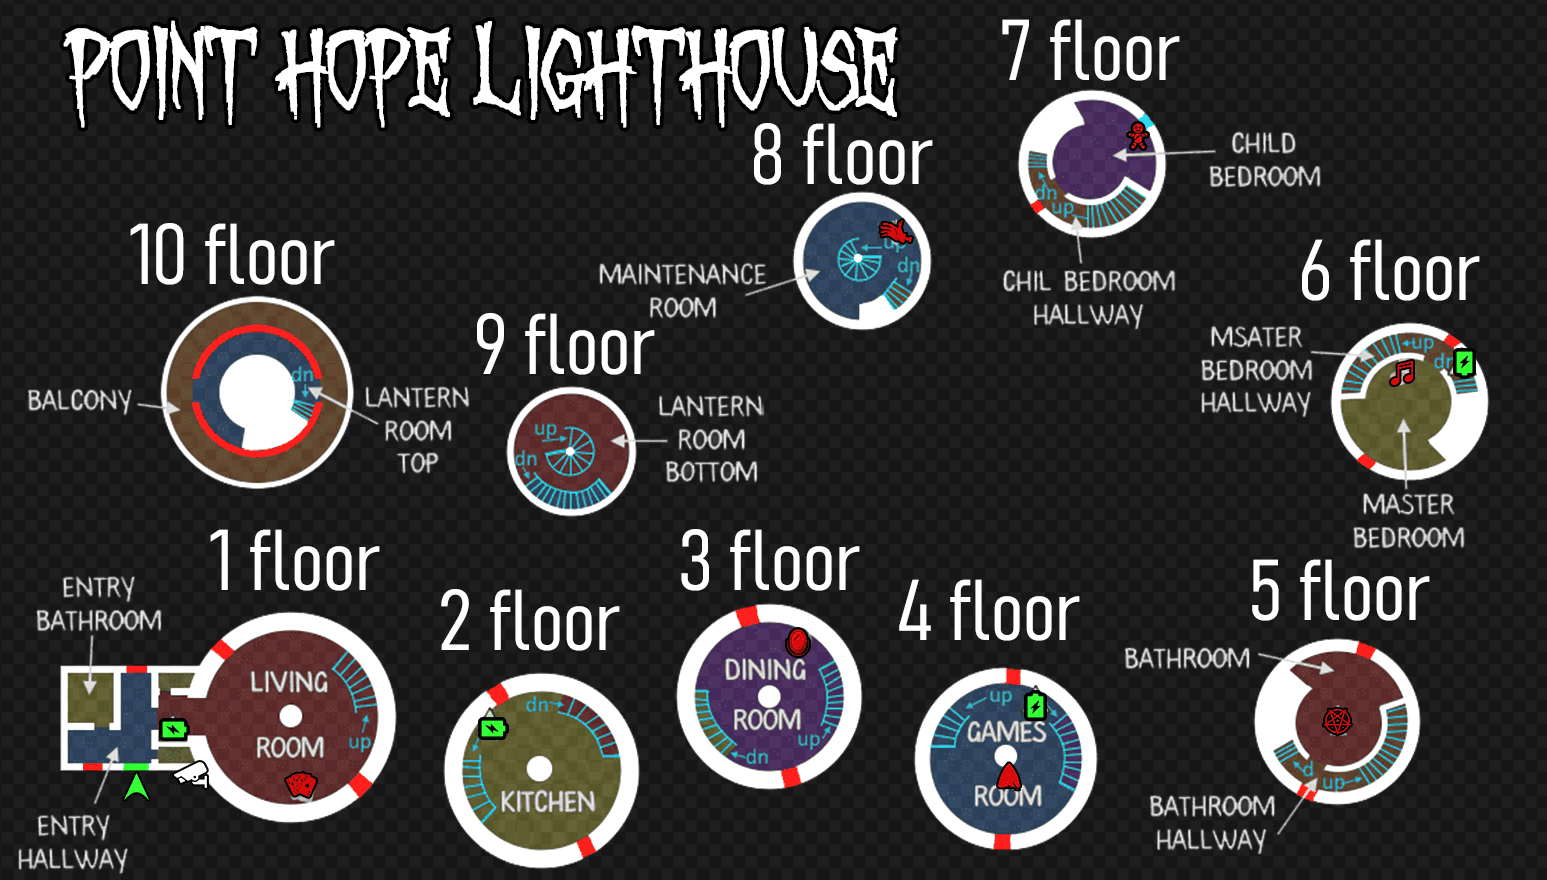 POINT HOPE LIGHTHOUSE
7 floor
CHILD
BEDROOM
dn
up
CHIL BEDROOM
HALLWAY
8 floor
up
dn
MAINTENANCE
ROOM
6 floor
MSATER
BEDROOM
HALLWAY
up
dn
MASTER
BEDROOM
10 floor
BALCONY
dn
LANTERN
ROOM
TOP
9 floor
up
dn
LANTERN
ROOM
BOTTOM
1 floor
ENTRY
BATHROOM
LIVING
ROOM
up
ENTRY
HALLWAY
2 floor
dn
KITCHEN
3 floor
DINING
ROOM
up
dn
4 floor
up
GAMES
dn
ROOM
5 floor
BATHROOM
d
up
BATHROOM
HALLWAY